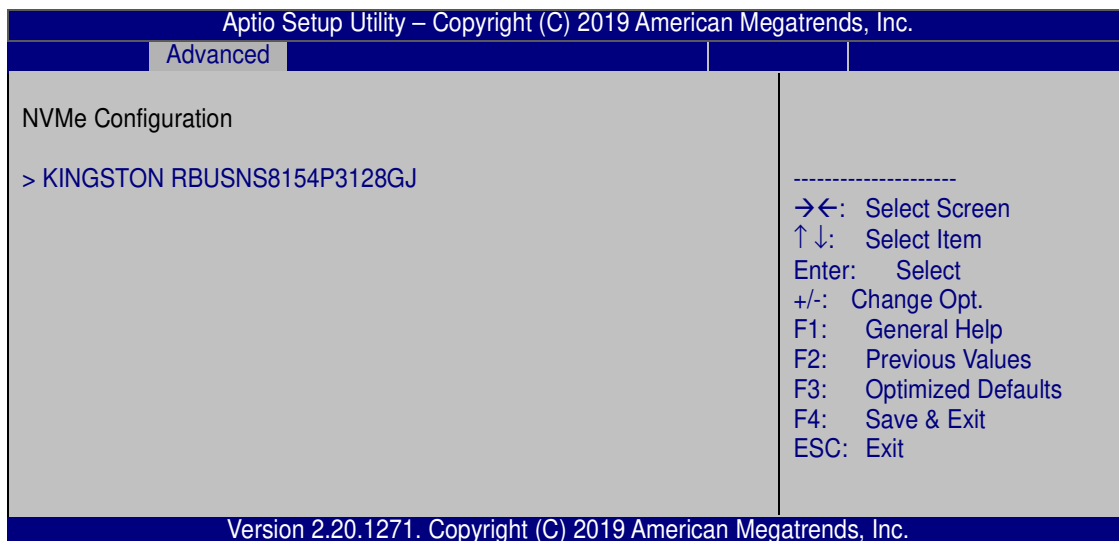 Aptio Setup Utility – Copyright (C) 2019 American Megatrends, Inc.
Advanced
NVMe Configuration
> KINGSTON RBUSNS8154P3128GJ
---------------------
→←: Select Screen
↑↓: Select Item
Enter: Select
+/-: Change Opt.
F1: General Help
F2: Previous Values
F3: Optimized Defaults
F4: Save & Exit
ESC: Exit
Version 2.20.1271. Copyright (C) 2019 American Megatrends, Inc.